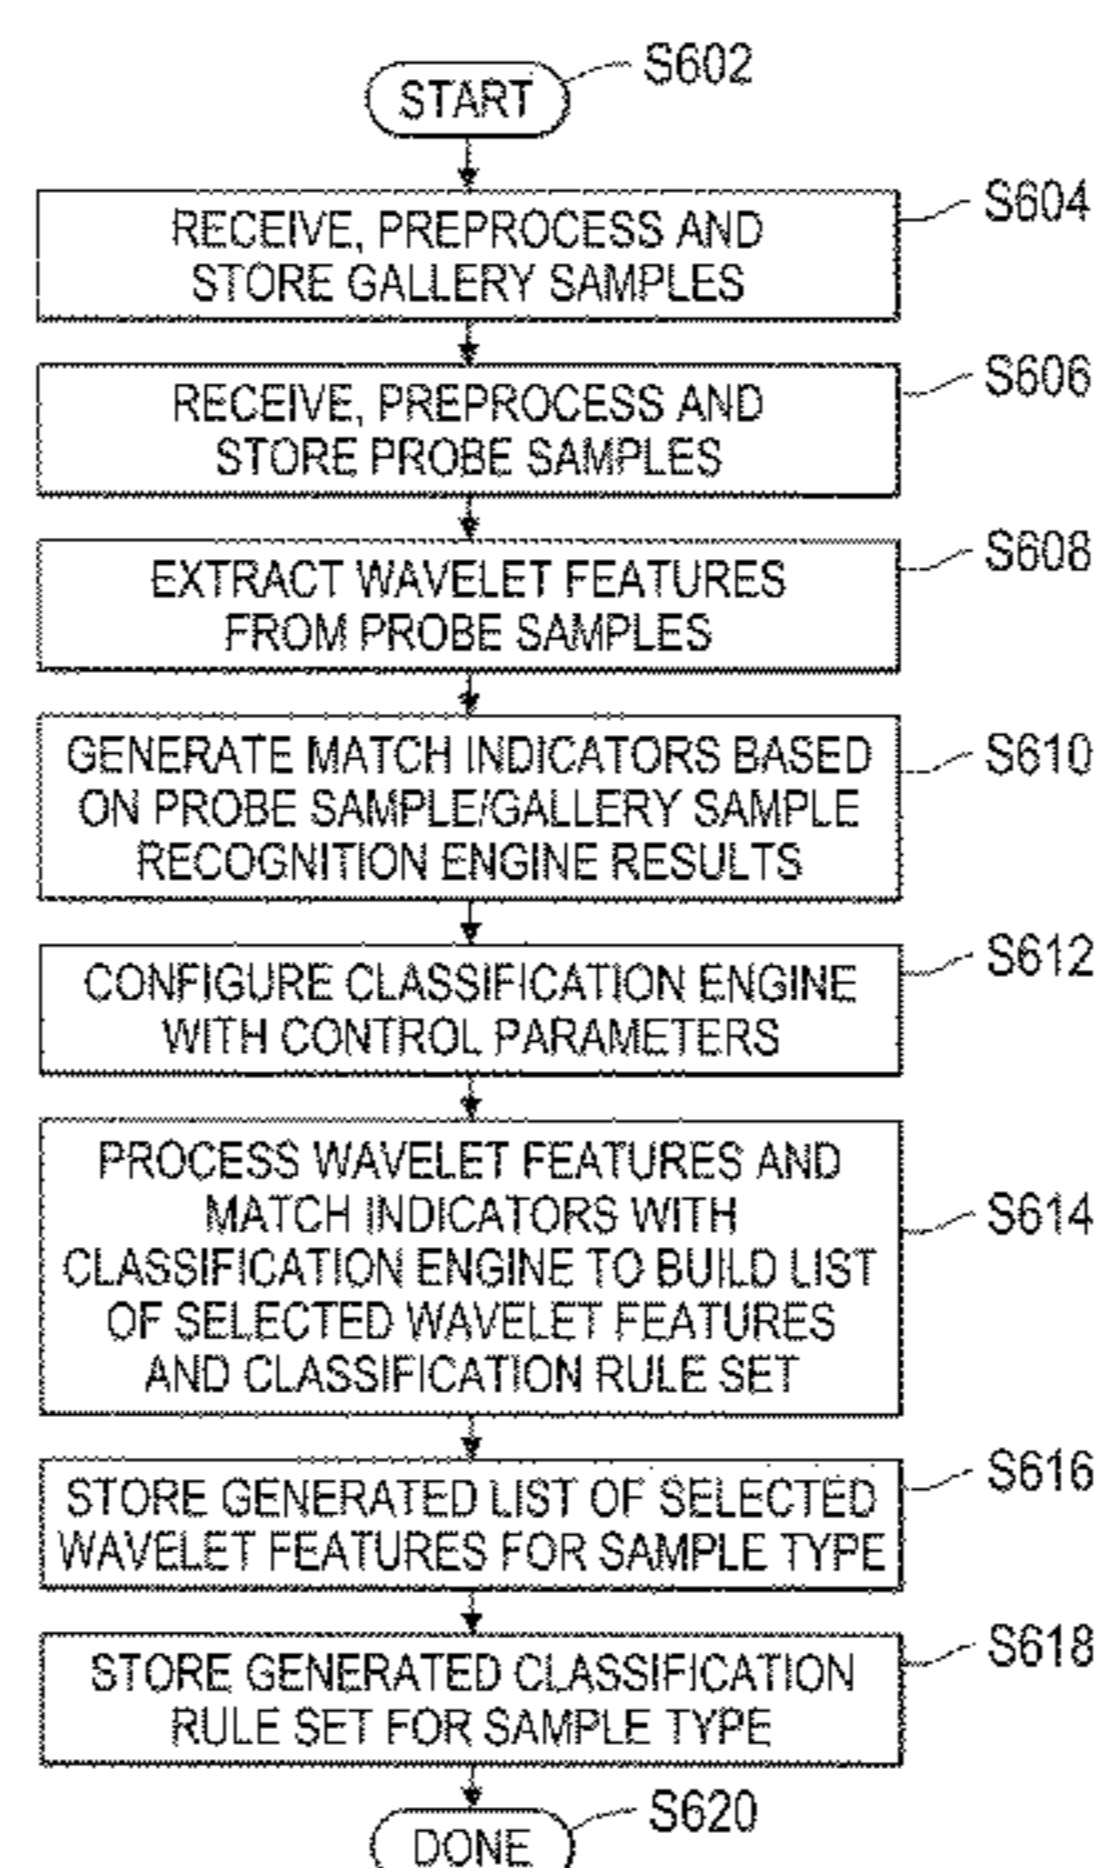 START
S602
RECEIVE, PREPROCESS AND
STORE GALLERY SAMPLES
S604
RECEIVE, PREPROCESS AND
STORE PROBE SAMPLES
S606
EXTRACT WAVELET FEATURES
FROM PROBE SAMPLES
S608
GENERATE MATCH INDICATORS BASED
ON PROBE SAMPLE/GALLERY SAMPLE
RECOGNITION ENGINE RESULTS
S610
CONFIGURE CLASSIFICATION ENGINE
WITH CONTROL PARAMETERS
S612
PROCESS WAVELET FEATURES AND
MATCH INDICATORS WITH
CLASSIFICATION ENGINE TO BUILD LIST
OF SELECTED WAVELET FEATURES
AND CLASSIFICATION RULE SET
S614
STORE GENERATED LIST OF SELECTED
WAVELET FEATURES FOR SAMPLE TYPE
S616
STORE GENERATED CLASSIFICATION
RULE SET FOR SAMPLE TYPE
S618
DONE
S620